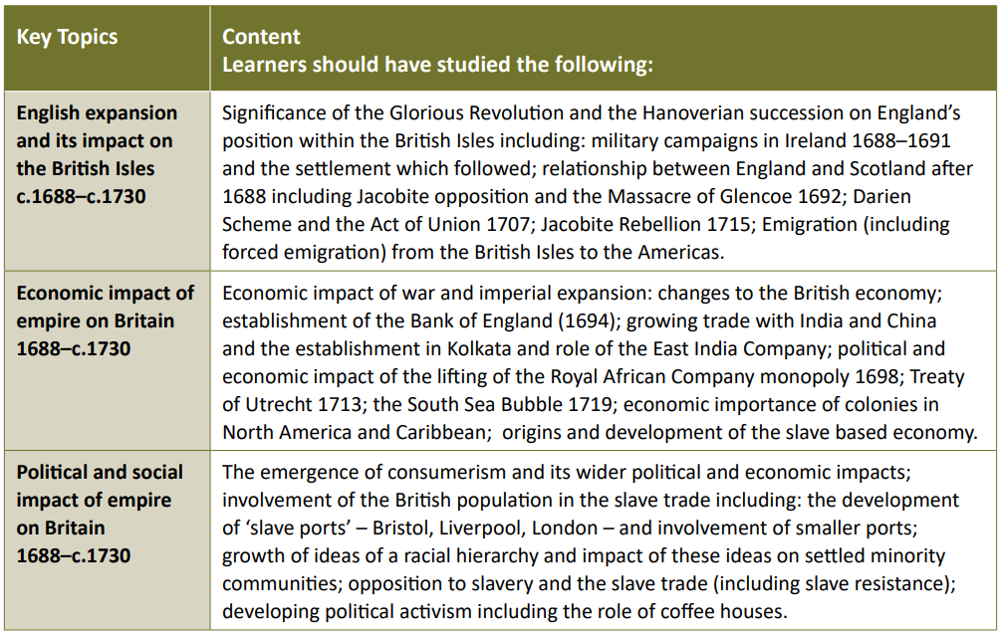 Key Topics
Content
Learners should have studied the following:
English expansion
and its impact on
the British Isles
c.1688–c.1730
Significance of the Glorious Revolution and the Hanoverian succession on England's
position within the British Isles including: military campaigns in Ireland 1688–1691
and the settlement which followed; relationship between England and Scotland after
1688 including Jacobite opposition and the Massacre of Glencoe 1692; Darien
Scheme and the Act of Union 1707; Jacobite Rebellion 1715; Emigration (including
forced emigration) from the British Isles to the Americas.
Economic impact of
empire on Britain
1688–c.1730
Economic impact of war and imperial expansion: changes to the British economy;
establishment of the Bank of England (1694); growing trade with India and China
and the establishment in Kolkata and role of the East India Company; political and
economic impact of the lifting of the Royal African Company monopoly 1698; Treaty
of Utrecht 1713; the South Sea Bubble 1719; economic importance of colonies in
North America and Caribbean;  origins and development of the slave based economy.
Political and social
impact of empire
on Britain
1688–c.1730
The emergence of consumerism and its wider political and economic impacts;
involvement of the British population in the slave trade including: the development
of 'slave ports' – Bristol, Liverpool, London – and involvement of smaller ports;
growth of ideas of a racial hierarchy and impact of these ideas on settled minority
communities; opposition to slavery and the slave trade (including slave resistance);
developing political activism including the role of coffee houses.